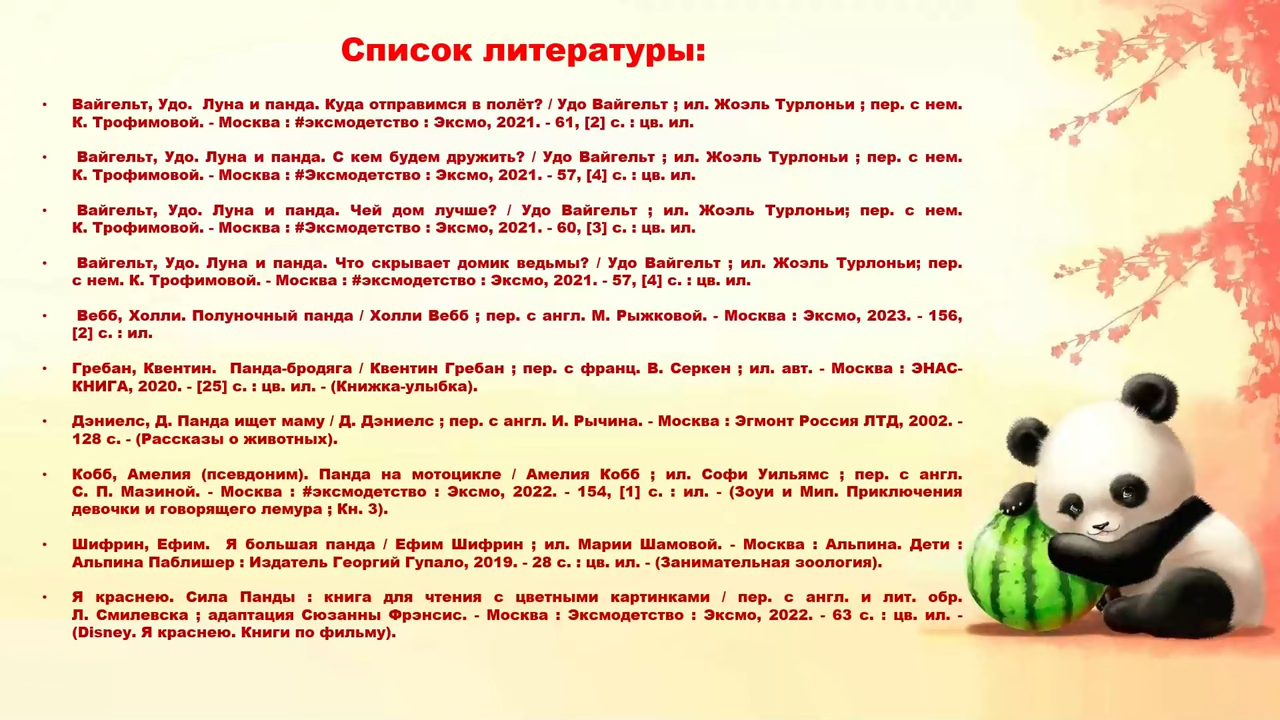 Список литературы:
• Вайгельт, Удо. Луна и панда. Куда отправимся в полёт? / Удо Вайгельт ; ил. Жоэль Турлоньи ; пер. с нем.
К. Трофимовой. - Москва : #эксмодетство : Эксмо, 2021. - 61, [2] с. : цв. ил.
• Вайгельт, Удо. Луна и панда. С кем будем дружить? / Удо Вайгельт ; ил. Жоэль Турлоньи ; пер. с нем.
К. Трофимовой. - Москва : #Эксмодетство : Эксмо, 2021. - 57, [4] с. : цв. ил.
• Вайгельт, Удо. Луна и панда. Чей дом лучше? / Удо Вайгельт ; ил. Жоэль Турлоньи; пер. с нем.
К. Трофимовой. - Москва : #Эксмодетство : Эксмо, 2021. - 60, [3] с. : цв. ил.
• Вайгельт, Удо. Луна и панда. Что скрывает домик ведьмы? / Удо Вайгельт ; ил. Жоэль Турлоньи; пер.
с нем. К. Трофимовой. - Москва : #эксмодетство : Эксмо, 2021. - 57, [4] с. : цв. ил.
• Вебб, Холли. Полуночный панда / Холли Вебб ; пер. с англ. М. Рыжковой. - Москва : Эксмо, 2023. - 156,
[2] с. : ил.
• Гребан, Квентин. Панда-бродяга / Квентин Гребан ; пер. с франц. В. Серкен ; ил. авт. - Москва : ЭНАС-
КНИГА, 2020. - [25] с. : цв. ил. - (Книжка-улыбка).
• Дэниелс, Д. Панда ищет маму / Д. Дэниелс ; пер. с англ. И. Рычина. - Москва : Эгмонт Россия ЛТД, 2002. -
128 с. - (Рассказы о животных).
• Кобб, Амелия (псевдоним). Панда на мотоцикле / Амелия Кобб ; ил. Софи Уильямс ; пер. с англ.
С. П. Мазиной. - Москва : #эксмодетство : Эксмо, 2022. - 154, [1] с. : ил. - (Зоуи и Мип. Приключения
девочки и говорящего лемура ; Кн. 3).
• Шифрин, Ефим. Я большая панда / Ефим Шифрин ; ил. Марии Шамовой. - Москва : Альпина. Дети :
Альпина Паблишер : Издатель Георгий Гупало, 2019. - 28 с. : цв. ил. - (Занимательная зоология).
• Я краснею. Сила Панды : книга для чтения с цветными картинками / пер. с англ. и лит. обр.
Л. Смилевска ; адаптация Сюзанны Фрэнсис. - Москва : Эксмодетство : Эксмо, 2022. - 63 с. : цв. ил. -
(Disney. Я краснею. Книги по фильму).